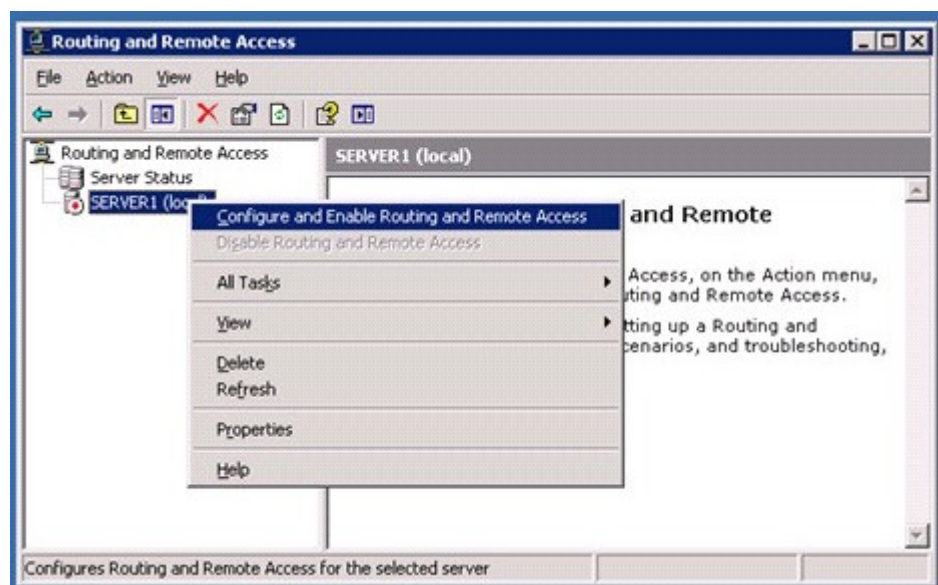 Routing and Remote Access
File Action View Help
Routing and Remote Access
Server Status
SERVER1 (local)
SERVER1 (local)
Configure and Enable Routing and Remote Access
Disable Routing and Remote Access
All Tasks
View
Delete
Refresh
Properties
Help
and Remote
Access, on the Action menu,
uting and Remote Access.
tting up a Routing and
cenarios, and troubleshooting,
Configures Routing and Remote Access for the selected server